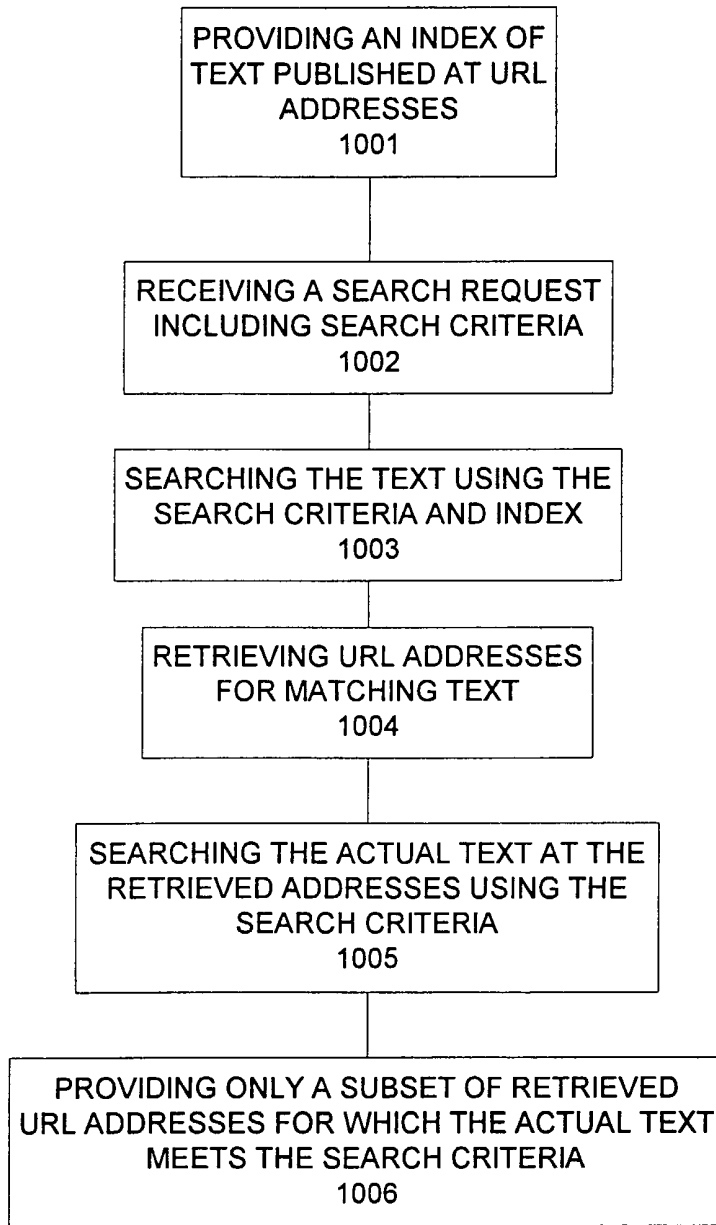 PROVIDING AN INDEX OF
TEXT PUBLISHED AT URL
ADDRESSES
1001
RECEIVING A SEARCH REQUEST
INCLUDING SEARCH CRITERIA
1002
SEARCHING THE TEXT USING THE
SEARCH CRITERIA AND INDEX
1003
RETRIEVING URL ADDRESSES
FOR MATCHING TEXT
1004
SEARCHING THE ACTUAL TEXT AT THE
RETRIEVED ADDRESSES USING THE
SEARCH CRITERIA
1005
PROVIDING ONLY A SUBSET OF RETRIEVED
URL ADDRESSES FOR WHICH THE ACTUAL TEXT
MEETS THE SEARCH CRITERIA
1006